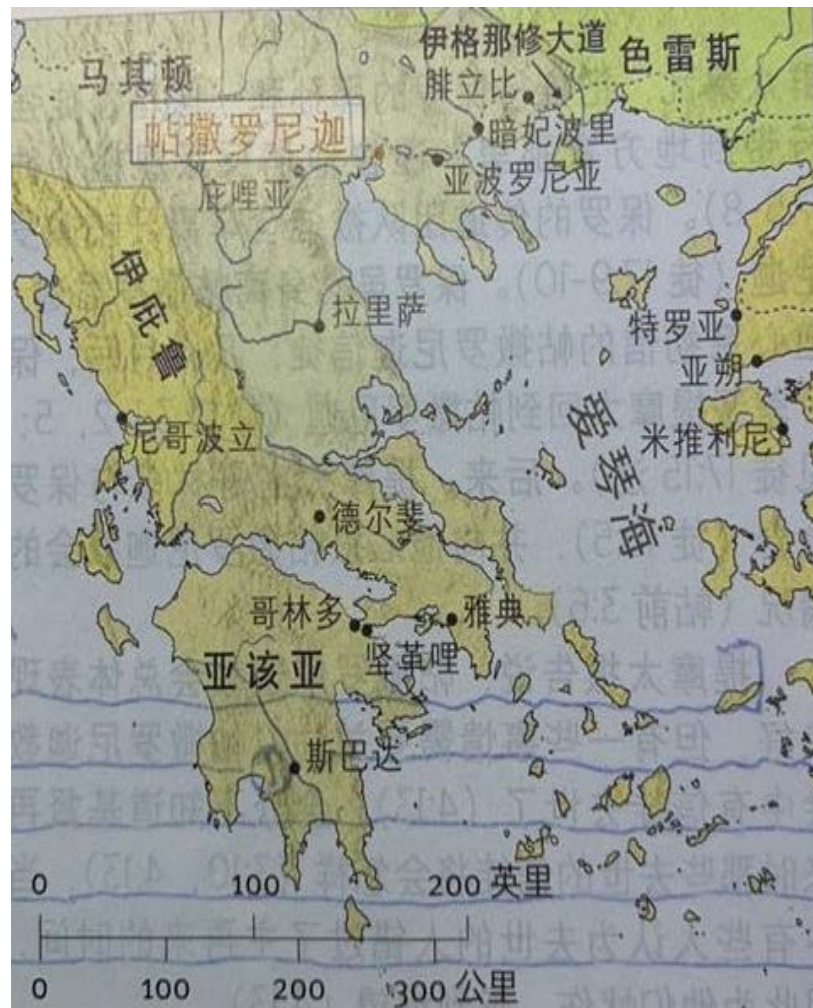 伊格那修大道
马其顿
腓立比
色雷斯
帖撒罗尼迦
暗妃波里
庇哩亚
亚波罗尼亚
伊庇鲁
拉里萨
特罗亚
亚朔
爱琴海
尼哥波立
米推利尼
德尔斐
哥林多
雅典
坚革哩
亚该亚
斯巴达
0 100 200 英里
0 100 200 300 公里